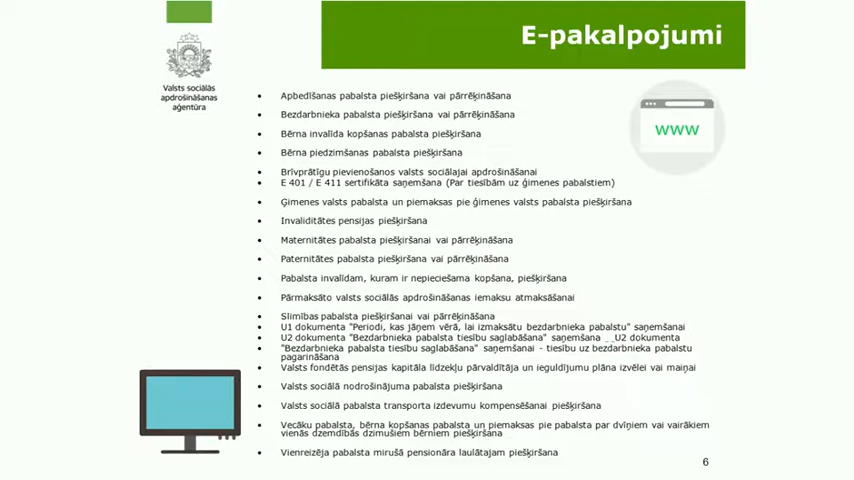 E-pakalpojumi
Valsts sociālās
apdrošināšanas
aģentūra
www
• Apbedīšanas pabalsta piešķiršana vai pārrēķināšana
• Bezdarbnieka pabalsta piešķiršana vai pārrēķināšana
• Bērna invalīda kopšanas pabalsta piešķiršana
• Bērna piedzimšanas pabalsta piešķiršana
• Brīvprātīgu pievienošanos valsts sociālajai apdrošināšanai
• E 401 / E 411 sertifikāta saņemšana (Par tiesībām uz ģimenes pabalstiem)
• Ģimenes valsts pabalsta un piemaksas pie ģimenes valsts pabalsta piešķiršana
• Invaliditātes pensijas piešķiršana
• Maternitātes pabalsta piešķiršanai vai pārrēķināšana
• Paternitātes pabalsta piešķiršana vai pārrēķināšana
• Pabalsta invalīdam, kuram ir nepieciešama kopšana, piešķiršana
• Pārmaksāto valsts sociālās apdrošināšanas iemaksu atmaksāšanai
• Slimības pabalsta piešķiršanai vai pārrēķināšana
• U1 dokumenta "Periodi, kas jāņem vērā, lai izmaksātu bezdarbnieka pabalstu" saņemšanai
• U2 dokumenta "Bezdarbnieka pabalsta tiesību saglabāšana" saņemšana __U2 dokumenta
• "Bezdarbnieka pabalsta tiesību saglabāšana" saņemšanai - tiesību uz bezdarbnieka pabalstu
pagarināšana
• Valsts fondētās pensijas kapitāla līdzekļu pārvaldītāja un ieguldījumu plāna izvēlei vai maiņai
• Valsts sociālā nodrošinājuma pabalsta piešķiršana
• Valsts sociālā pabalsta transporta izdevumu kompensēšanai piešķiršana
• Vecāku pabalsta, bērna kopšanas pabalsta un piemaksas pie pabalsta par dvīņiem vai vairākiem
vienās dzemdībās dzimušiem bērniem piešķiršana
• Vienreizēja pabalsta mirušā pensionāra laulātajam piešķiršana
6